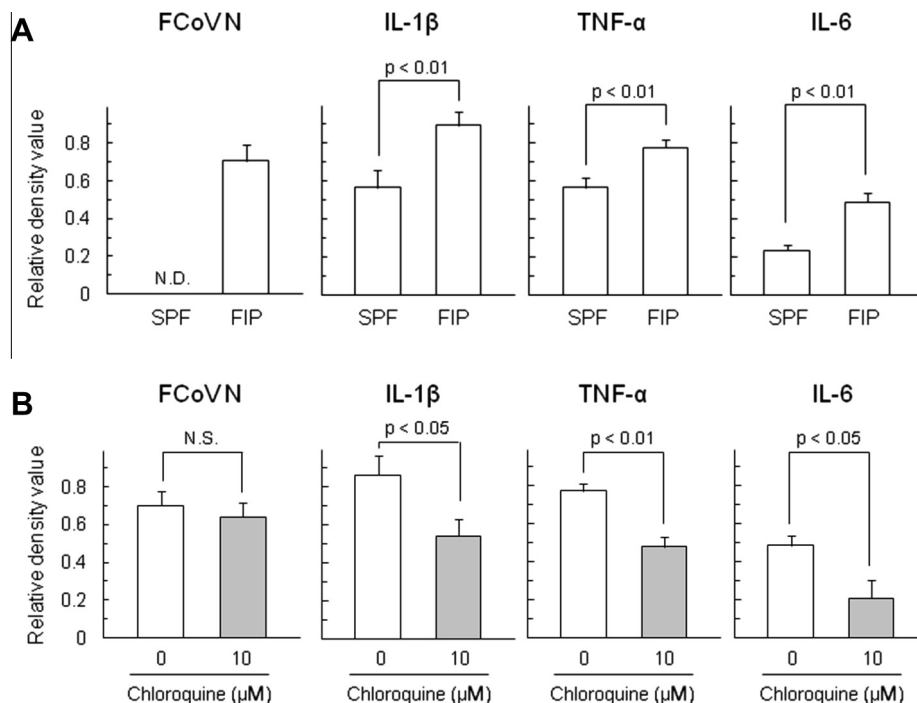 A
FCoVN
IL-1β
TNF-α
IL-6
p < 0.01
p < 0.01
p < 0.01
Relative density value
0.8
0.6
0.4
0.2
0
N.D.
SPF FIP
SPF FIP
SPF FIP
SPF FIP
B
FCoVN
IL-1β
TNF-α
IL-6
N.S.
p < 0.05
p < 0.01
p < 0.05
Relative density value
0.8
0.6
0.4
0.2
0
0 10
0 10
0 10
0 10
Chloroquine (μM)
Chloroquine (μM)
Chloroquine (μM)
Chloroquine (μM)